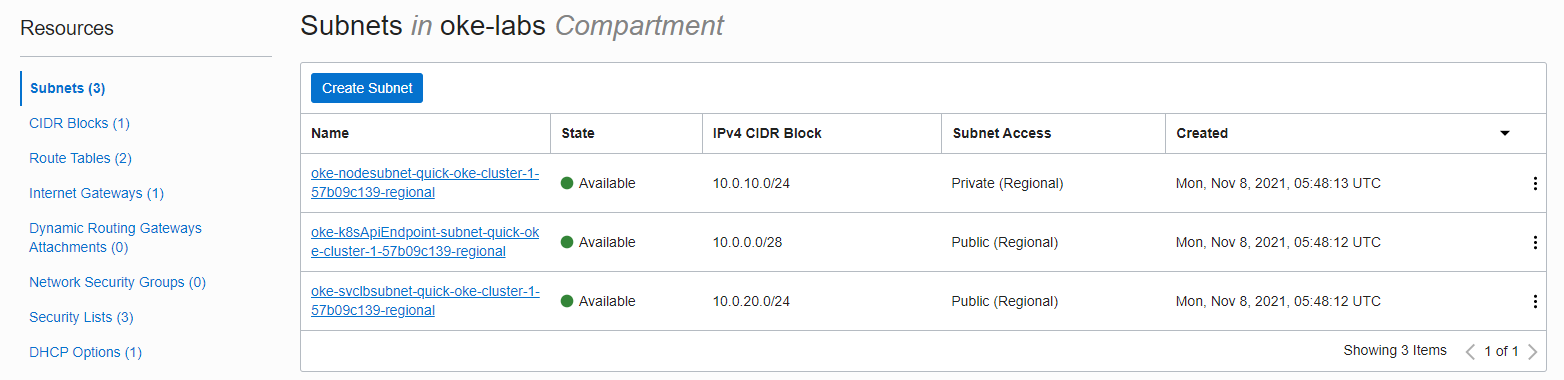 Resources
Subnets (3)
CIDR Blocks (1)
Route Tables (2)
Internet Gateways (1)
Dynamic Routing Gateways
Attachments (0)
Network Security Groups (0)
Security Lists (3)
DHCP Options (1)
Subnets in oke-labs Compartment
Create Subnet
Name State IPv4 CIDR Block Subnet Access Created
oke-nodesubnet-quick-oke-cluster-1-
57b09c139-regional
Available 10.0.10.0/24 Private (Regional) Mon, Nov 8, 2021, 05:48:13 UTC
oke-k8sApiEndpoint-subnet-quick-ok
e-cluster-1-57b09c139-regional
Available 10.0.0.0/28 Public (Regional) Mon, Nov 8, 2021, 05:48:12 UTC
oke-svclbsubnet-quick-oke-cluster-1-
57b09c139-regional
Available 10.0.20.0/24 Public (Regional) Mon, Nov 8, 2021, 05:48:12 UTC
Showing 3 Items 1 of 1